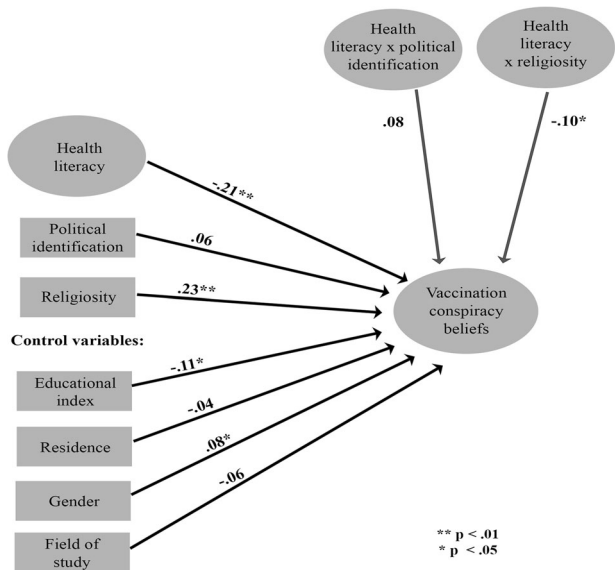 Health
literacy x political
identification
Health
literacy
x religiosity
.08
-.10*
Health
literacy
-.21**
Political
identification
.06
Religiosity
.23**
Vaccination
conspiracy
beliefs
Control variables:
Educational
index
-.11*
Residence
-.04
Gender
.08*
Field of
study
-.06
** p < .01
* p < .05